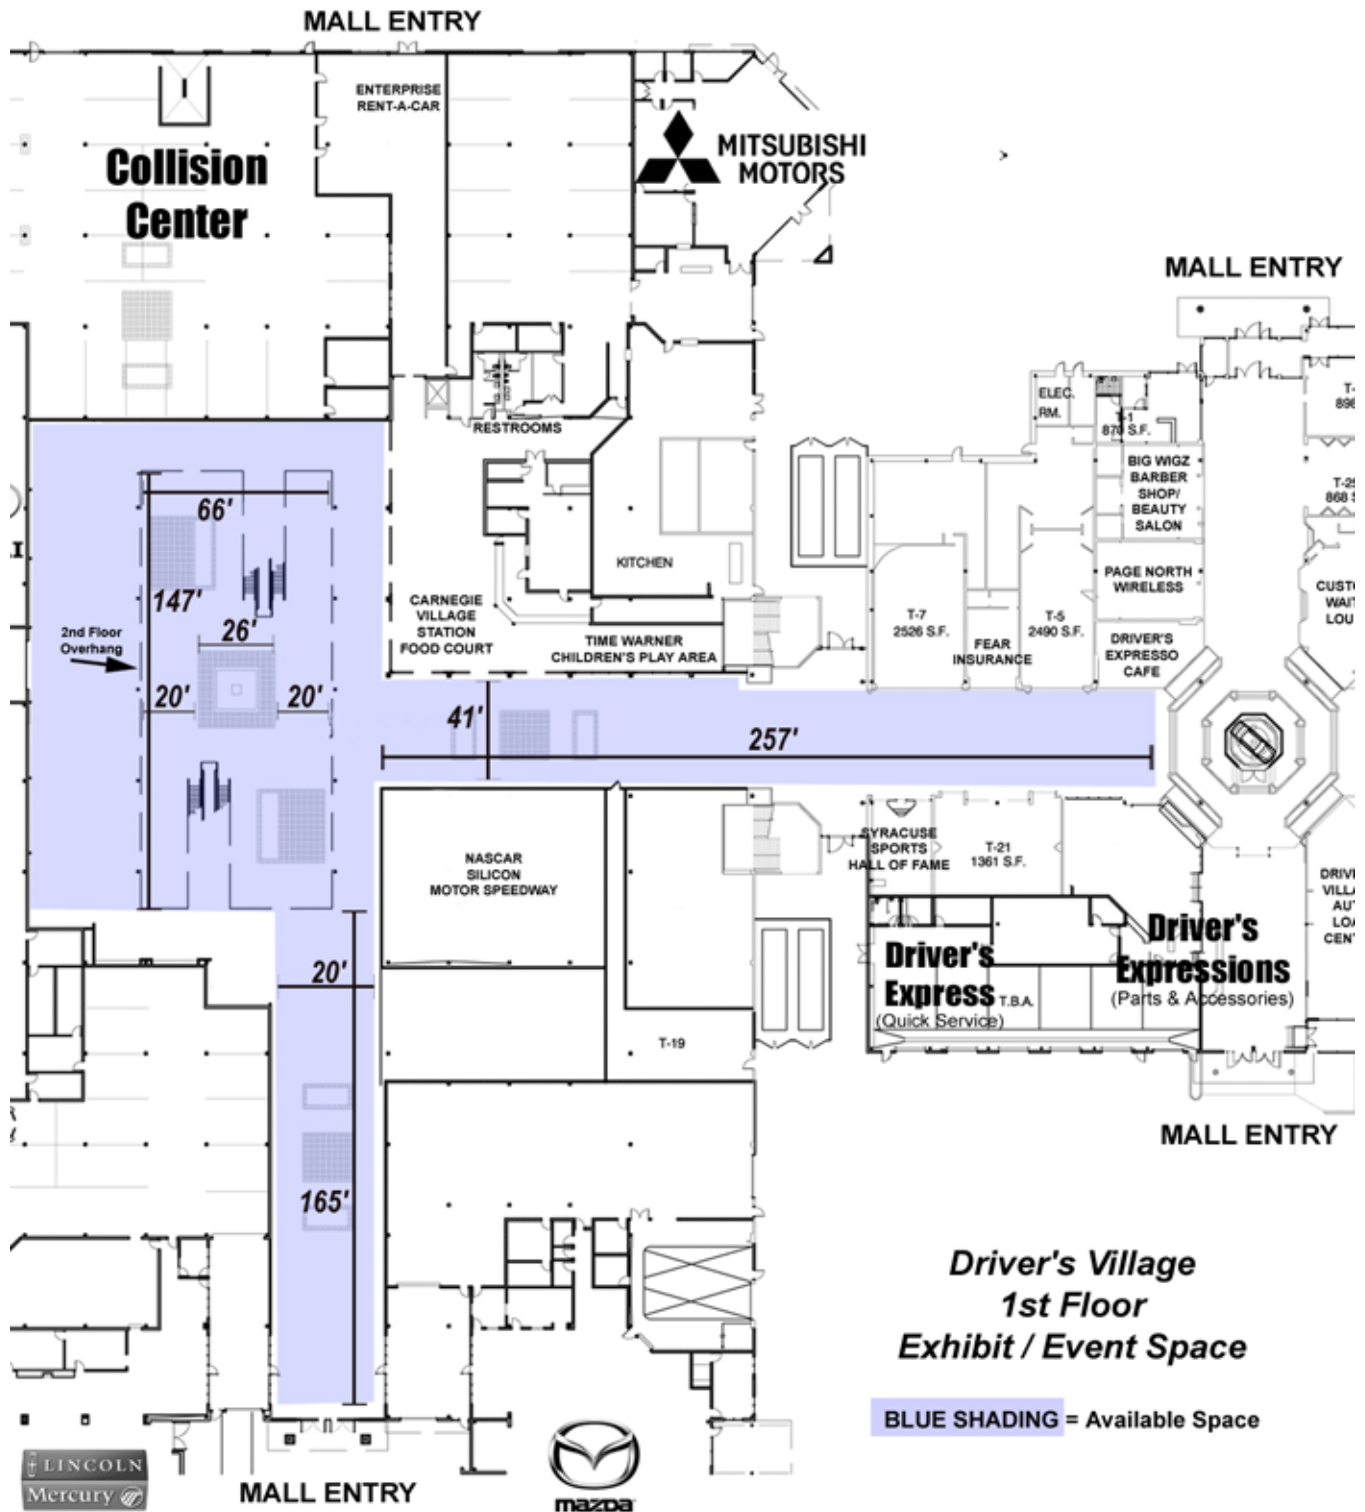 MALL ENTRY
ENTERPRISE
RENT-A-CAR
Collision
Center
MITSUBISHI
MOTORS
MALL ENTRY
ELEC.
RM.
T-1
870 S.F.
RESTROOMS
BIG WIGZ
BARBER
SHOP/
BEAUTY
SALON
868
66'
147'
KITCHEN
PAGE NORTH
WIRELESS
CARNEGIE
VILLAGE
STATION
FOOD COURT
T-7
2526 S.F.
T-5
2490 S.F.
2nd Floor
Overhang
26'
TIME WARNER
CHILDREN'S PLAY AREA
FEAR
INSURANCE
DRIVER'S
EXPRESSO
CAFE
20'
20'
41'
257'
NASCAR
SILICON
MOTOR SPEEDWAY
SYRACUSE
SPORTS
HALL OF FAME
T-21
1361 S.F.
20'
Driver's
Express
(Quick Service)
T.B.A.
Driver's
Expressions
(Parts & Accessories)
T-19
MALL ENTRY
165'
Driver's Village
1st Floor
Exhibit / Event Space
BLUE SHADING = Available Space
LINCOLN
Mercury
MALL ENTRY
mazda